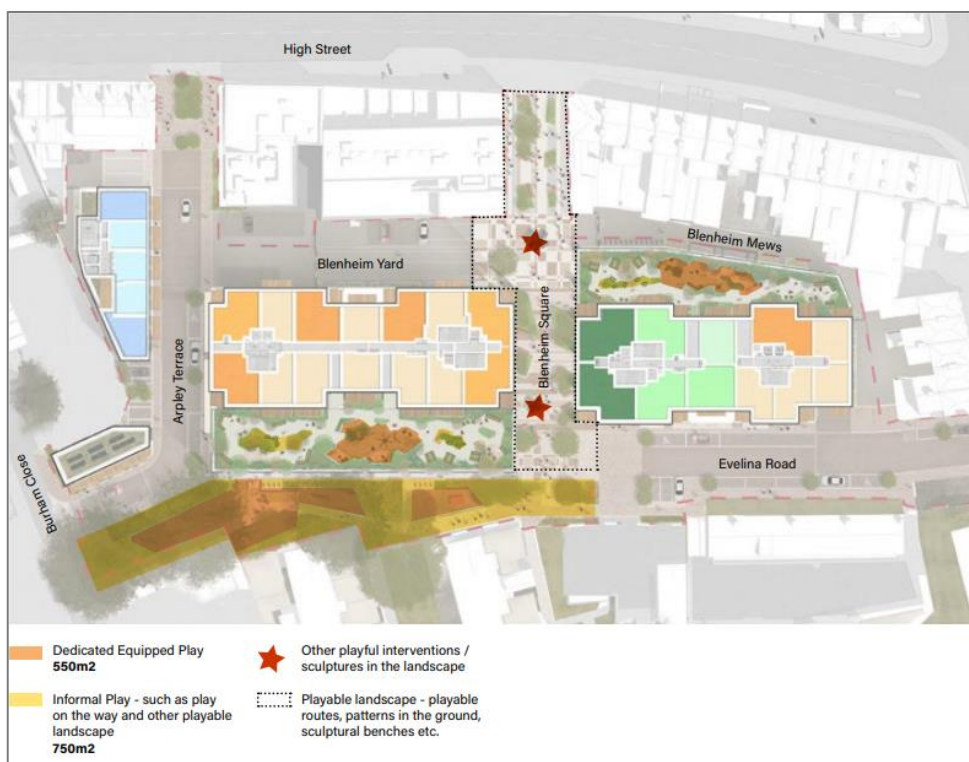 High Street
Blenheim Mews
Blenheim Yard
Blenheim Square
Arpley Terrace
Evelina Road
Burham Close
Dedicated Equipped Play
550m2
Informal Play - such as play
on the way and other playable
landscape
750m2
Other playful interventions /
sculptures in the landscape
Playable landscape - playable
routes, patterns in the ground,
sculptural benches etc.